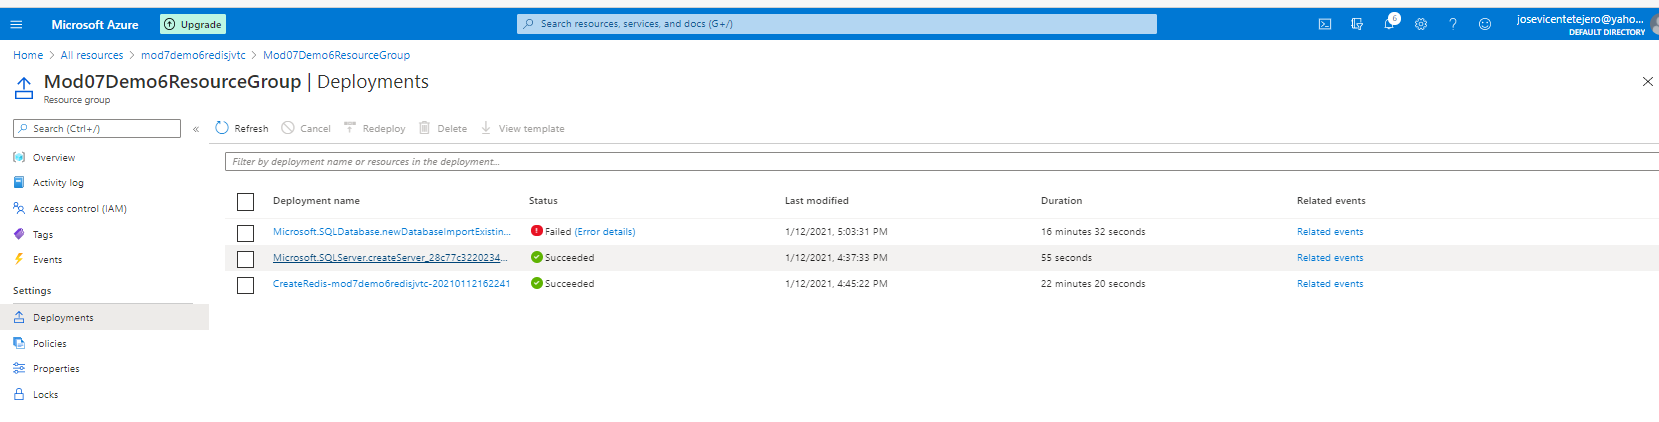 Microsoft Azure
Upgrade
Search resources, services, and docs (G+/)
6
josevicentetejero@yaho...
DEFAULT DIRECTORY
Home > All resources > mod7demo6redisjvtc > Mod07Demo6ResourceGroup
Mod07Demo6ResourceGroup | Deployments
Resource group
Search (Ctrl+/)
«
Refresh Cancel Redeploy Delete View template
Overview
Activity log
Access control (IAM)
Tags
Events
Settings
Deployments
Policies
Properties
Locks
Filter by deployment name or resources in the deployment...
Deployment name Status Last modified Duration Related events
Microsoft.SQLDatabase.newDatabaseImportExistin... Failed (Error details) 1/12/2021, 5:03:31 PM 16 minutes 32 seconds Related events
Microsoft.SQLServer.createServer_28c77c3220234... Succeeded 1/12/2021, 4:37:33 PM 55 seconds Related events
CreateRedis-mod7demo6redisjvtc-20210112162241 Succeeded 1/12/2021, 4:45:22 PM 22 minutes 20 seconds Related events